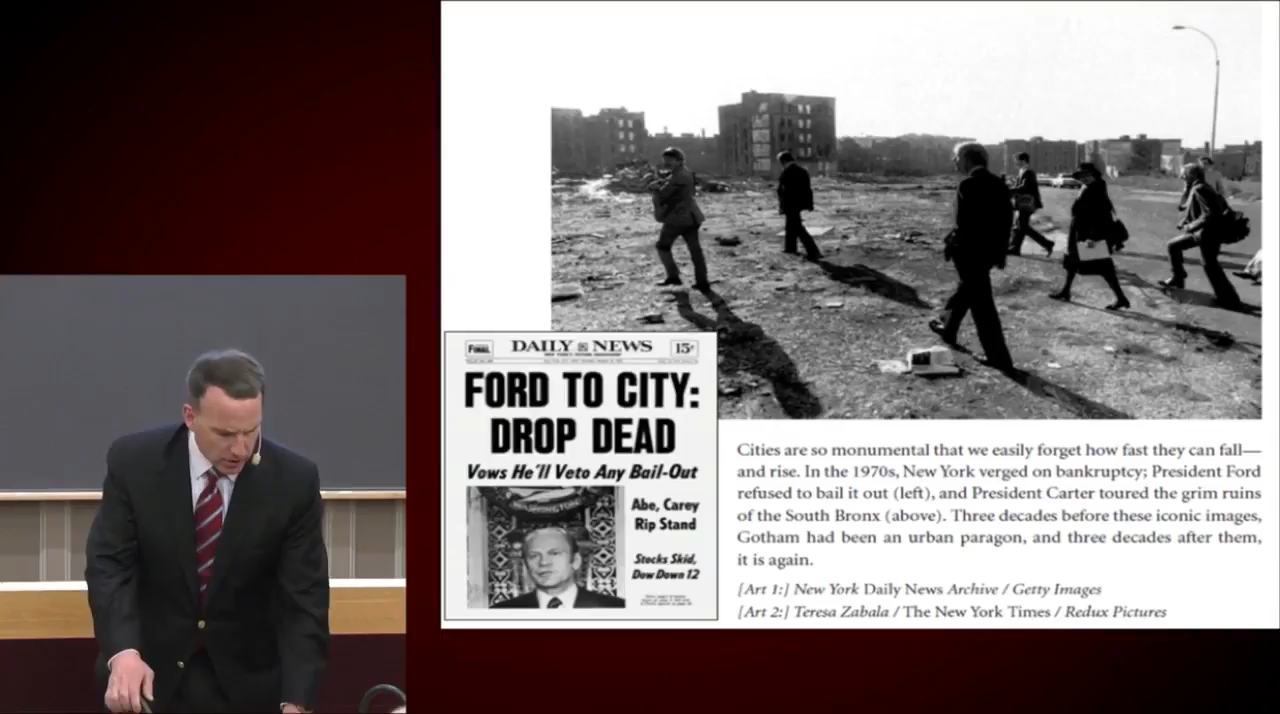 FINAL
DAILY NEWS
15¢
FORD TO CITY:
DROP DEAD
Vows He'll Veto Any Bail-Out
Abe, Carey
Rip Stand
Stocks Skid,
Dow Down 12
Cities are so monumental that we easily forget how fast they can fall—
and rise. In the 1970s, New York verged on bankruptcy; President Ford
refused to bail it out (left), and President Carter toured the grim ruins
of the South Bronx (above). Three decades before these iconic images,
Gotham had been an urban paragon, and three decades after them,
it is again.
[Art 1:] New York Daily News Archive / Getty Images
[Art 2:] Teresa Zabala / The New York Times / Redux Pictures